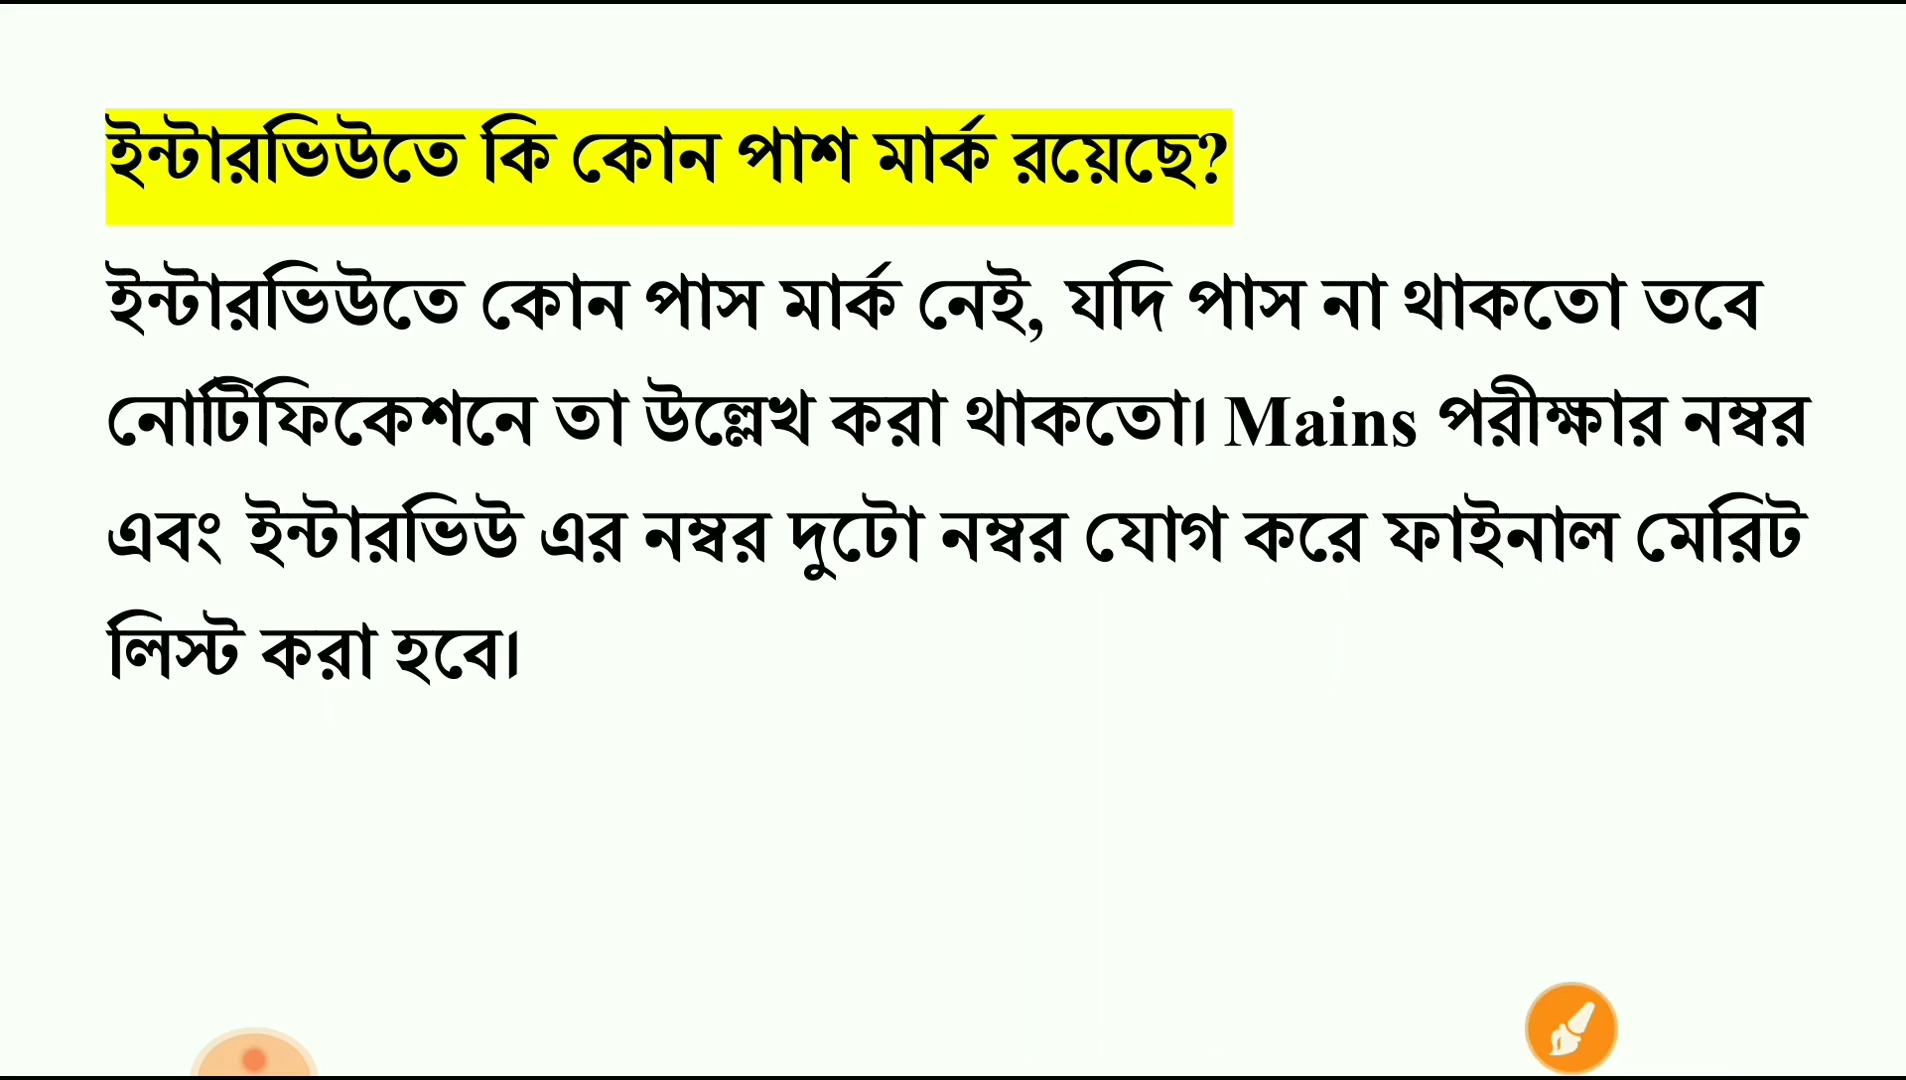 ইন্টারভিউতে কি কোন পাশ মার্ক রয়েছে?
ইন্টারভিউতে কোন পাস মার্ক নেই, যদি পাস না থাকতো তবে
নোটিফিকেশনে তা উল্লেখ করা থাকতো। Mains পরীক্ষার নম্বর
এবং ইন্টারভিউ এর নম্বর দুটো নম্বর যোগ করে ফাইনাল মেরিট
লিস্ট করা হবে।